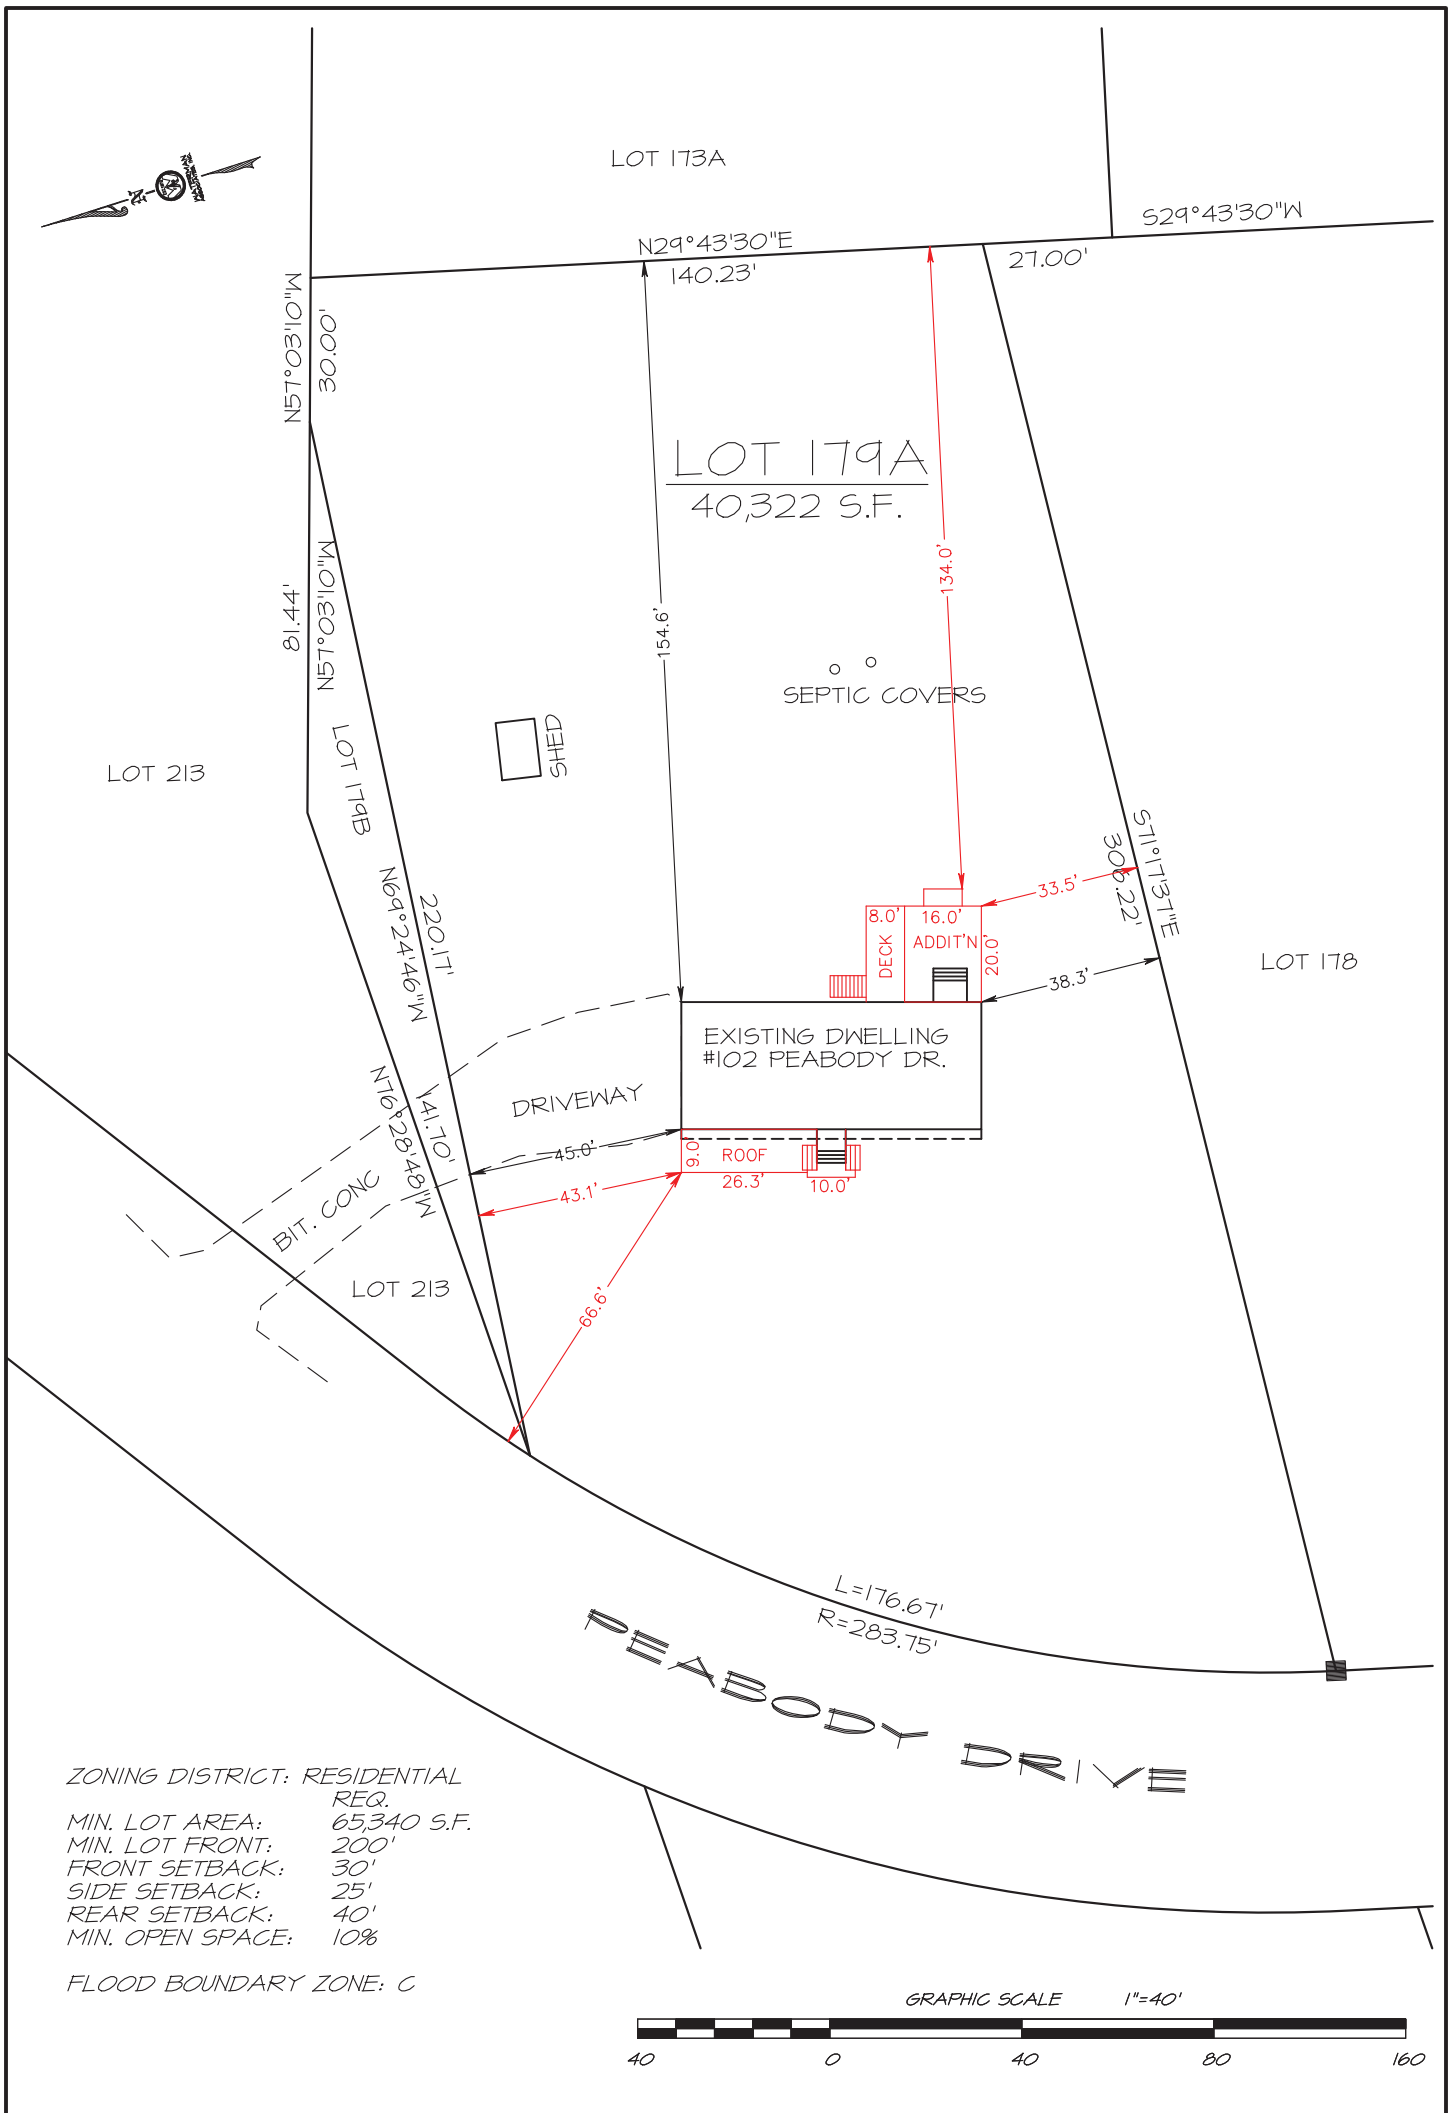 LOT 173A
S29°43'30"W
N29°43'30"E
140.23'
27.00'
N57°03'10"W
30.00'
LOT 179A
40,322 S.F.
81.44'
N57°03'10"W
154.6'
134.0'
SEPTIC COVERS
SHED
LOT 213
LOT 179B
N69°24'46"W
220.17'
S71°17'37"E
306.22'
33.5'
8.0'
16.0'
DECK
ADDIT'N
20.0'
38.3'
LOT 178
EXISTING DWELLING
#102 PEABODY DR.
DRIVEWAY
N76°28'48"W
141.70'
45.0'
9.0'
ROOF
26.3'
10.0'
43.1'
BIT. CONC
66.6'
LOT 213
L=176.67'
R=283.75'
PEABODY DRIVE
ZONING DISTRICT: RESIDENTIAL
REQ.
MIN. LOT AREA: 65,340 S.F.
MIN. LOT FRONT: 200'
FRONT SETBACK: 30'
SIDE SETBACK: 25'
REAR SETBACK: 40'
MIN. OPEN SPACE: 10%
FLOOD BOUNDARY ZONE: C
GRAPHIC SCALE 1"=40'
40 0 40 80 160